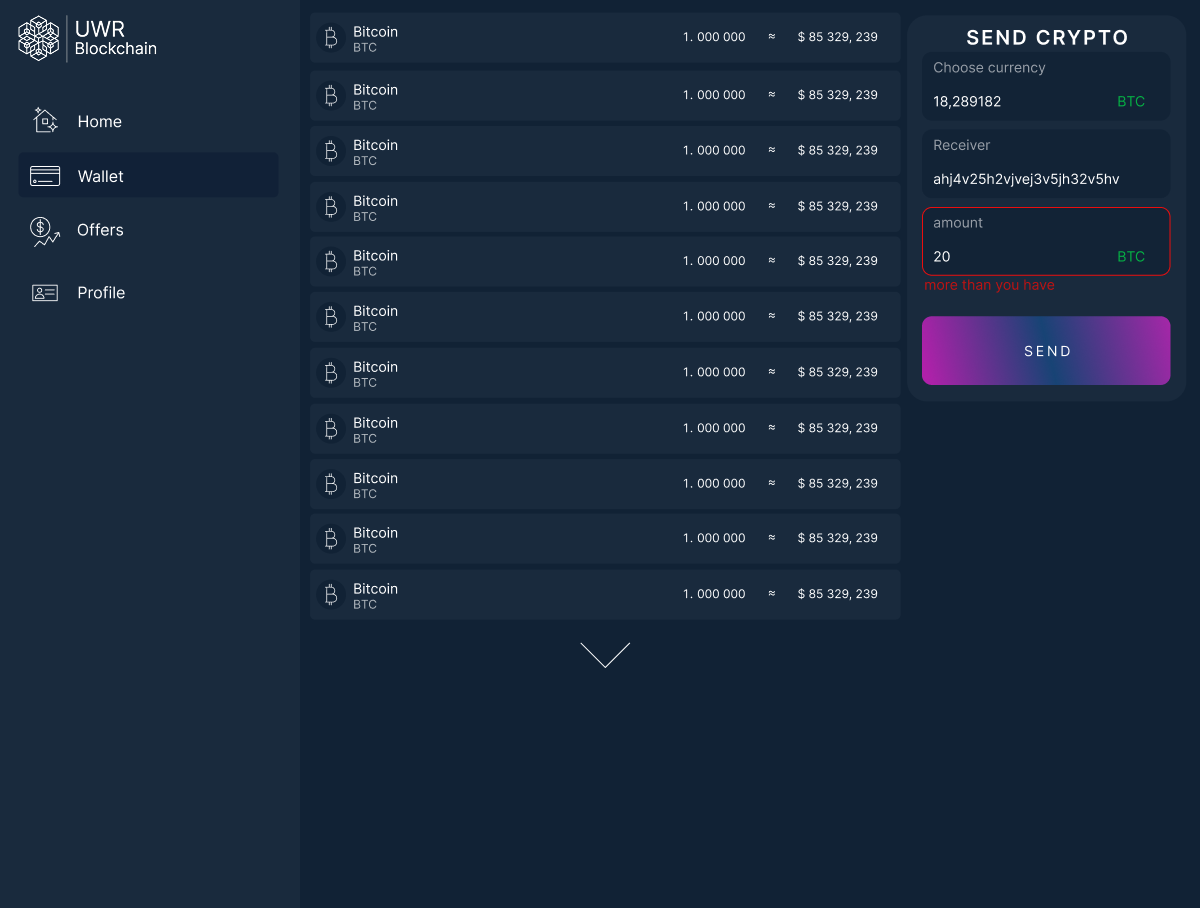 UWR
Blockchain
Home
Wallet
Offers
Profile
Bitcoin
BTC
1. 000 000 ≈ $ 85 329, 239
Bitcoin
BTC
1. 000 000 ≈ $ 85 329, 239
Bitcoin
BTC
1. 000 000 ≈ $ 85 329, 239
Bitcoin
BTC
1. 000 000 ≈ $ 85 329, 239
Bitcoin
BTC
1. 000 000 ≈ $ 85 329, 239
Bitcoin
BTC
1. 000 000 ≈ $ 85 329, 239
Bitcoin
BTC
1. 000 000 ≈ $ 85 329, 239
Bitcoin
BTC
1. 000 000 ≈ $ 85 329, 239
Bitcoin
BTC
1. 000 000 ≈ $ 85 329, 239
Bitcoin
BTC
1. 000 000 ≈ $ 85 329, 239
Bitcoin
BTC
1. 000 000 ≈ $ 85 329, 239
SEND CRYPTO
Choose currency
18,289182 BTC
Receiver
ahj4v25h2vjvej3v5jh32v5hv
amount
20 BTC
more than you have
SEND